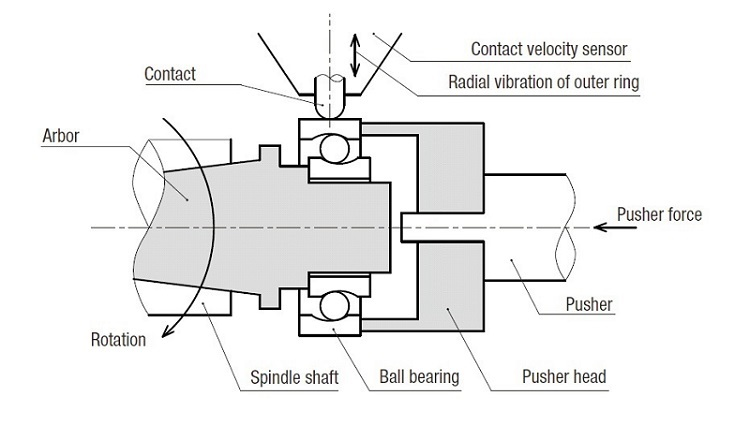 Contact velocity sensor
Contact
Radial vibration of outer ring
Arbor
Pusher force
Pusher
Rotation
Spindle shaft
Ball bearing
Pusher head